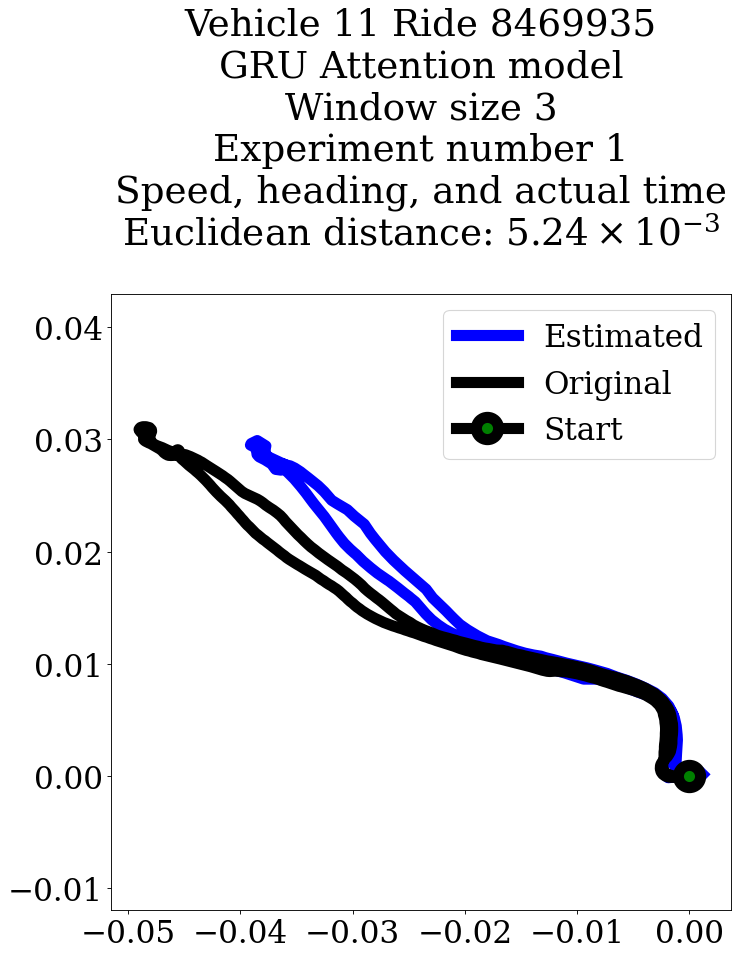 Vehicle 11 Ride 8469935
GRU Attention model
Window size 3
Experiment number 1
Speed, heading, and actual time
Euclidean distance: 5.24 × 10⁻³
Estimated
Original
Start
0.04
0.03
0.02
0.01
0.00
−0.01
−0.05 −0.04 −0.03 −0.02 −0.01 0.00